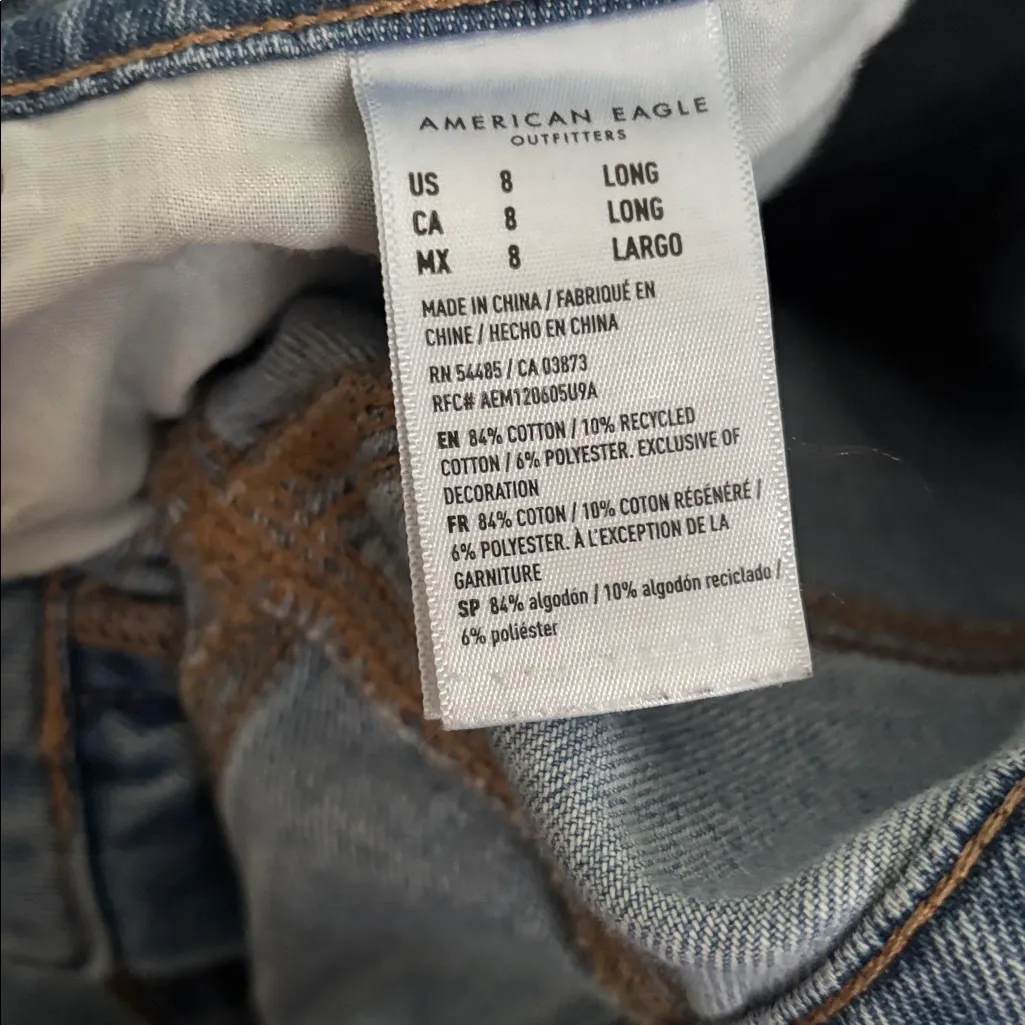 AMERICAN EAGLE
OUTFITTERS
US 8 LONG
CA 8 LONG
MX 8 LARGO
MADE IN CHINA / FABRIQUÉ EN
CHINE / HECHO EN CHINA
RN 54485 / CA 03873
RFC# AEM120605U9A
EN 84% COTTON / 10% RECYCLED
COTTON / 6% POLYESTER. EXCLUSIVE OF
DECORATION
FR 84% COTON / 10% COTON RÉGÉNÉRÉ /
6% POLYESTER. À L'EXCEPTION DE LA
GARNITURE
SP 84% algodón / 10% algodón reciclado /
6% poliéster